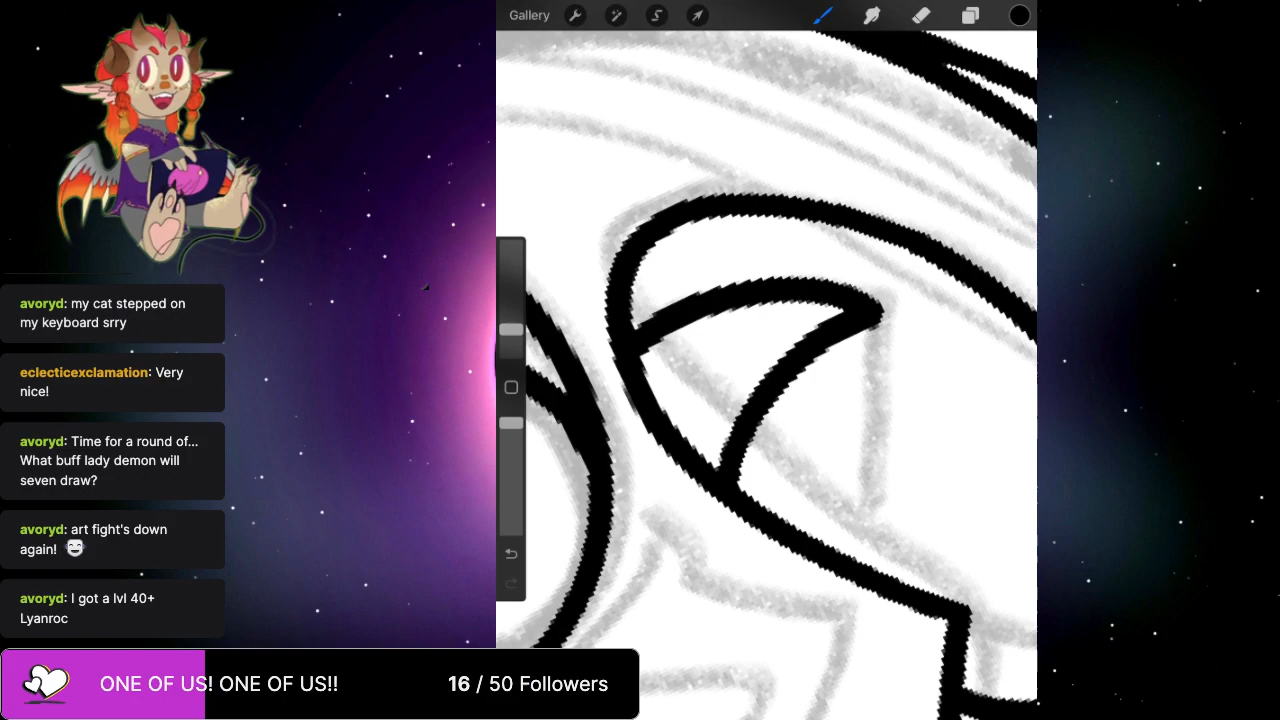 Gallery
avoryd: my cat stepped on
my keyboard srry
eclecticexclamation: Very
nice!
avoryd: Time for a round of...
What buff lady demon will
seven draw?
avoryd: art fight's down
again!
avoryd: I got a lvl 40+
Lyanroc
ONE OF US! ONE OF US!!
16 / 50 Followers